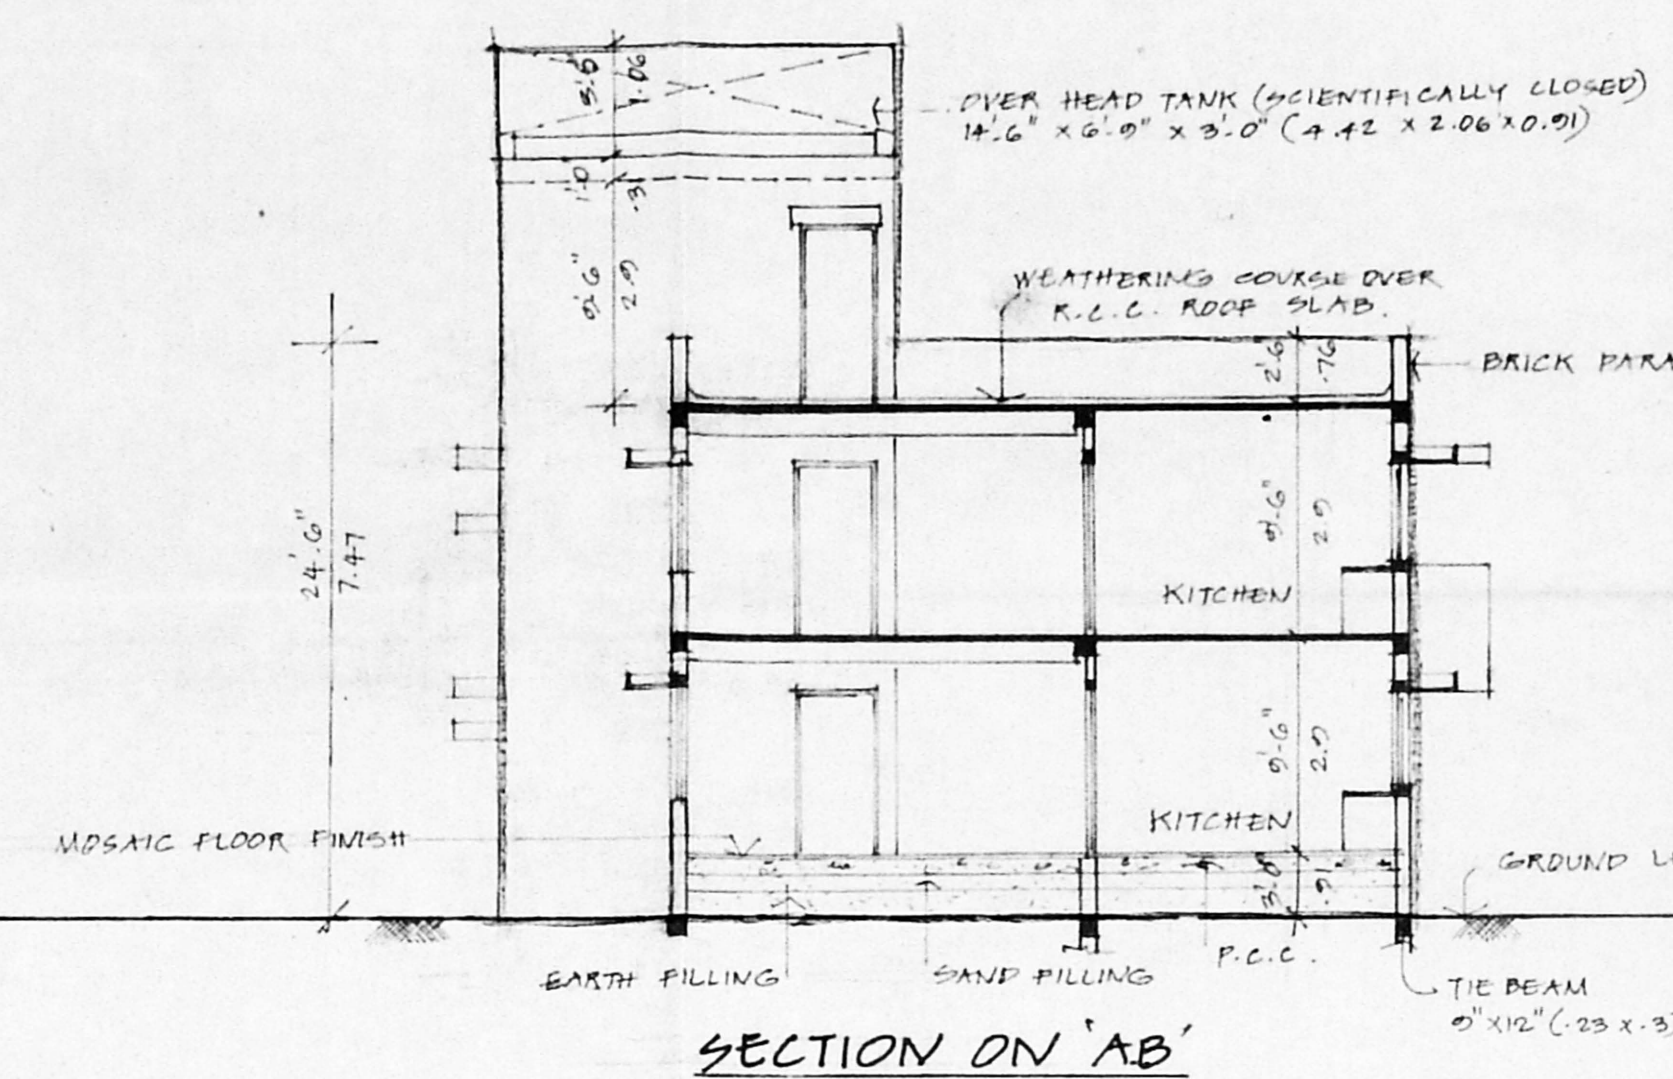 3'.6"
1.06
OVER HEAD TANK (SCIENTIFICALLY CLOSED)
14'.6" x 6'-9" x 3'-0" (4.42 x 2.06 x 0.91)
1'.0
.3
9'.6"
2.9
WEATHERING COURSE OVER
R.C.C. ROOF SLAB.
2'.6
.76
BRICK PARA
24'.6"
7.47
9'-6"
2.9
KITCHEN
9'-6"
2.9
KITCHEN
MOSAIC FLOOR FINISH
3'.0"
.91
GROUND L
EARTH FILLING
SAND FILLING
P.C.C.
TIE BEAM
9"x12" (.23 x .3
SECTION ON 'AB'